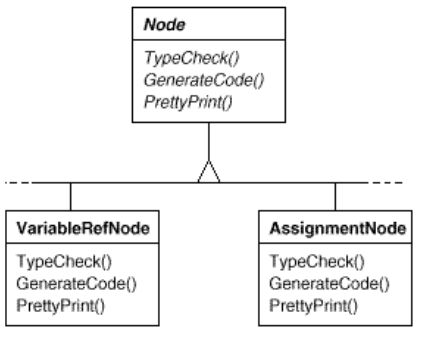 Node
TypeCheck()
GenerateCode()
PrettyPrint()
VariableRefNode
TypeCheck()
GenerateCode()
PrettyPrint()
AssignmentNode
TypeCheck()
GenerateCode()
PrettyPrint()